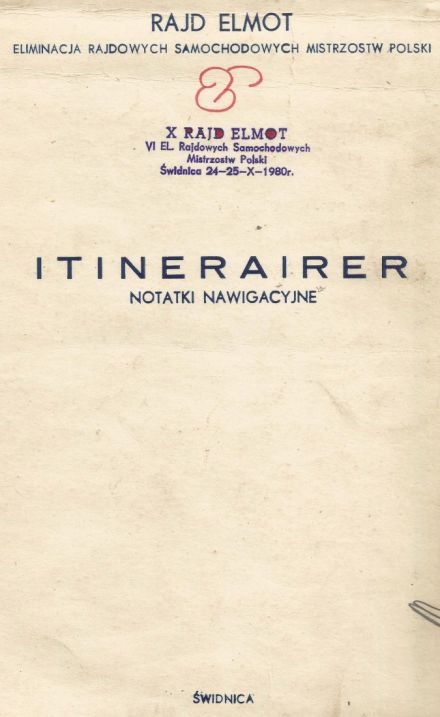 RAJD ELMOT
ELIMINACJA RAJDOWYCH SAMOCHODOWYCH MISTRZOSTW POLSKI
X RAJD ELMOT
VI EL. Rajdowych Samochodowych
Mistrzostw Polski
Świdnica 24—25—X—1980r.
ITINERAIRER
NOTATKI NAWIGACYJNE
ŚWIDNICA